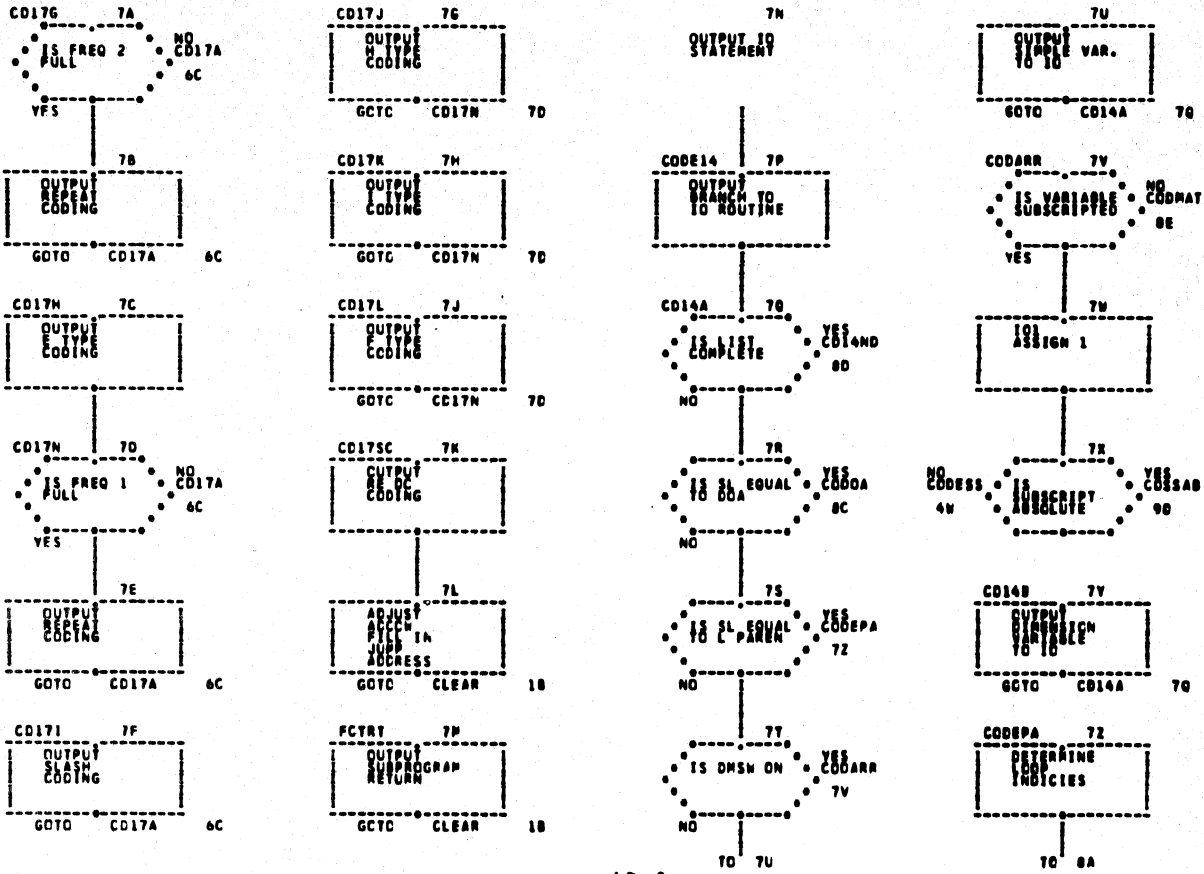 CD17G 7A
IS FREQ 2
FULL
NO
CD17A
6C
YES
7B
OUTPUT
REPEAT
CODING
GOTO CD17A 6C
CD17H 7C
OUTPUT
E TYPE
CODING
CD17N 7D
IS FREQ 1
FULL
NO
CD17A
6C
YES
7E
OUTPUT
REPEAT
CODING
GOTO CD17A 6C
CD17I 7F
OUTPUT
SLASH
CODING
GOTO CD17A 6C
CD17J 7G
OUTPUT
H TYPE
CODING
GOTO CD17N 7D
CD17K 7H
OUTPUT
I TYPE
CODING
GOTO CD17N 7D
CD17L 7J
OUTPUT
F TYPE
CODING
GOTO CD17N 7D
CD17SC 7K
OUTPUT
RE DC
CODING
7L
ADJUST
FILL IN
JUMP
ADDRESS
GOTO CLEAR 1B
FCTRT 7M
OUTPUT
SUBPROGRAM
RETURN
GOTO CLEAR 1B
7N
OUTPUT IO
STATEMENT
CODE14 7P
OUTPUT
BRANCH TO
IO ROUTINE
CD14A 7Q
IS LIST
COMPLETE
YES
CD14ND
8D
NO
7R
IS SL EQUAL
TO DOA
YES
CODOA
8C
NO
7S
IS SL EQUAL
TO L PAREN
YES
CODEPA
7Z
NO
7T
IS DMSW ON
YES
CODARR
7V
NO
TO 7U
7U
OUTPUT
SIMPLE VAR.
TO IO
GOTO CD14A 7Q
CODARR 7V
IS VARIABLE
SUBSCRIPTED
NO
CODMAT
8E
YES
7W
IO1
ASSIGN 1
7X
NO
CODESS
4W
IS
SUBSCRIPT
ABSOLUTE
YES
COSSAB
9D
CD14B 7Y
OUTPUT
DIMENSION
VARIABLE
TO IO
GOTO CD14A 7Q
CODEPA 7Z
DETERMINE
LOOP
INDICIES
TO 8A